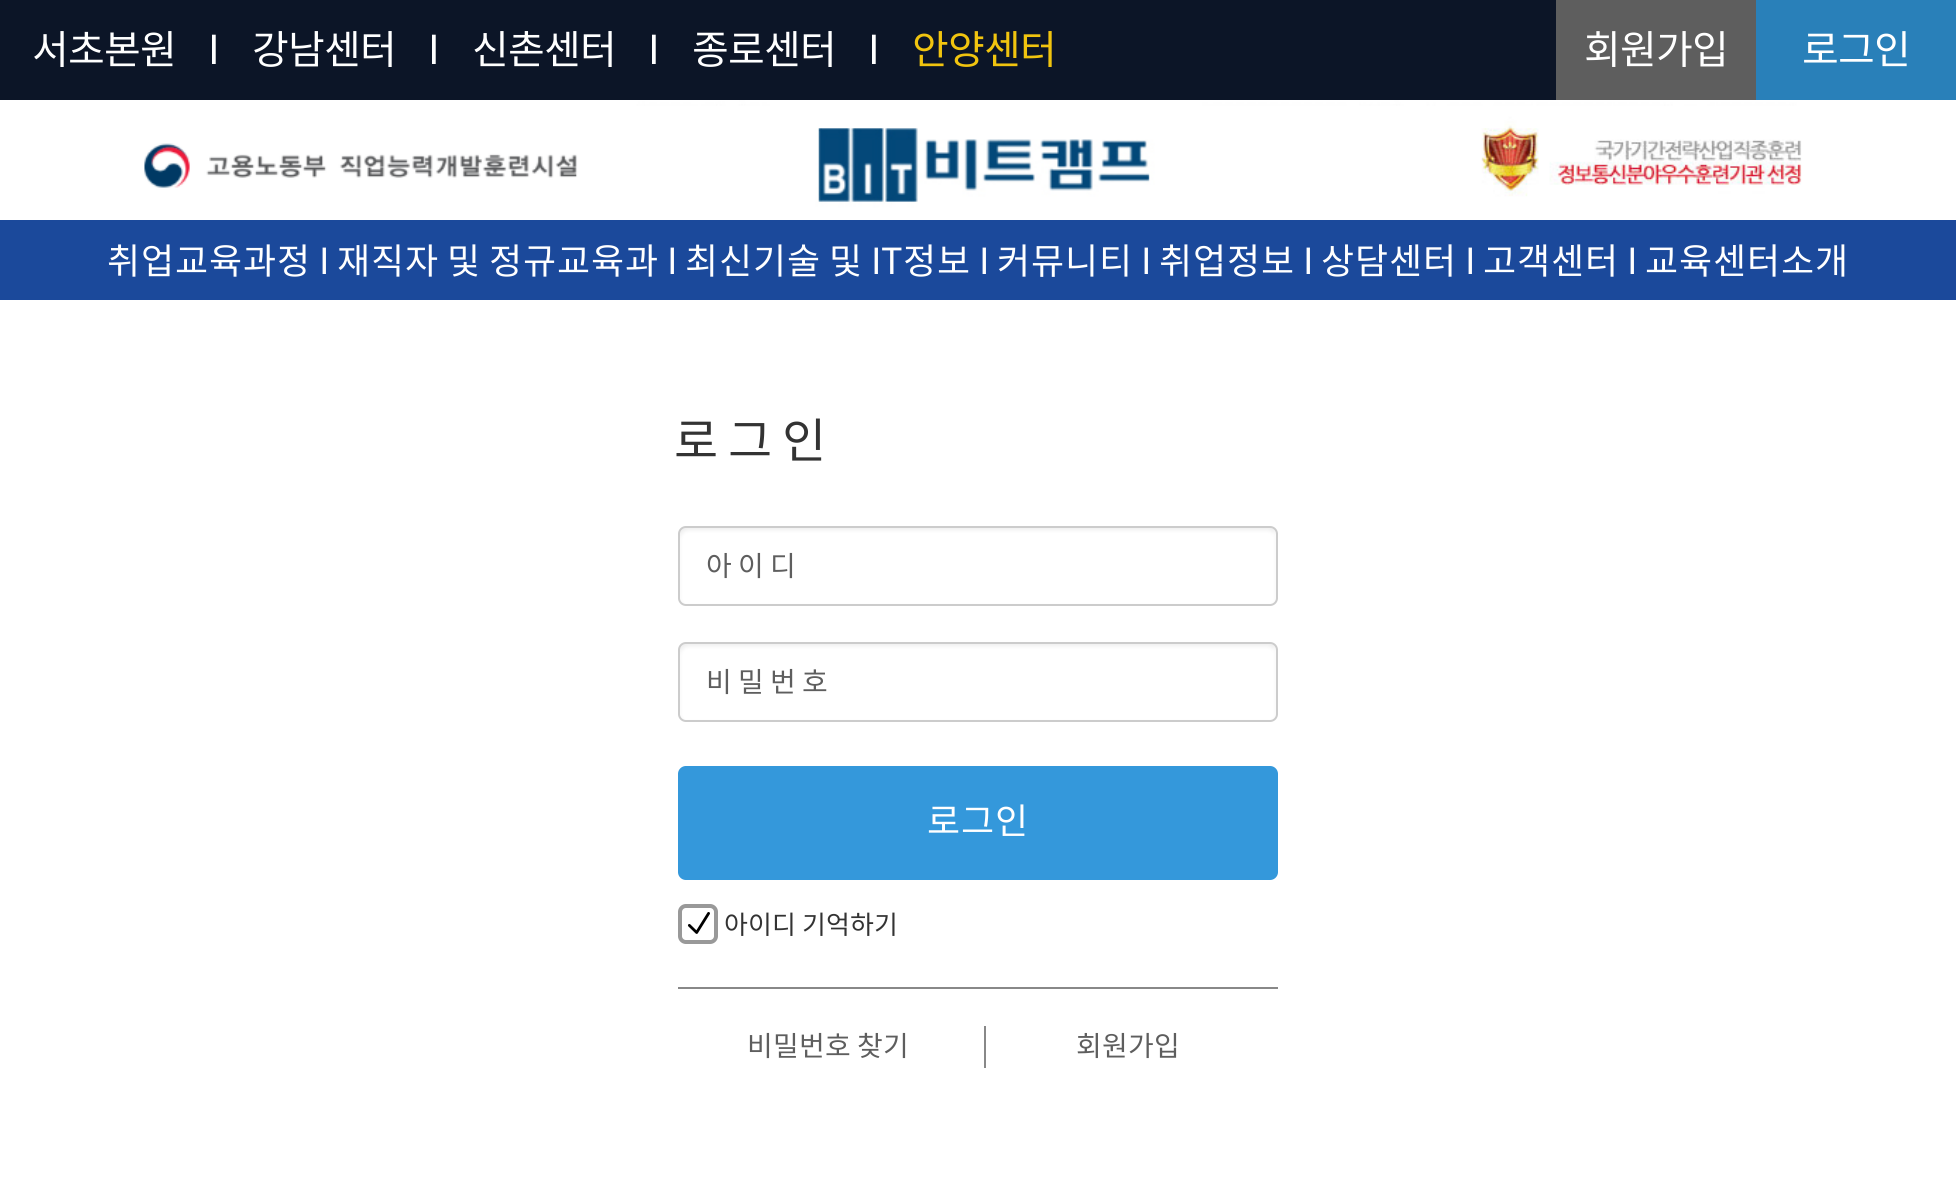 서초본원 I 강남센터 I 신촌센터 I 종로센터 I 안양센터 회원가입 로그인
고용노동부 직업능력개발훈련시설
BIT비트캠프
국가기간전략산업직종훈련
정보통신분야우수훈련기관 선정
취업교육과정 I 재직자 및 정규교육과 I 최신기술 및 IT정보 I 커뮤니티 I 취업정보 I 상담센터 I 고객센터 I 교육센터소개
로그인
아이디
비밀번호
로그인
아이디 기억하기
비밀번호 찾기 | 회원가입